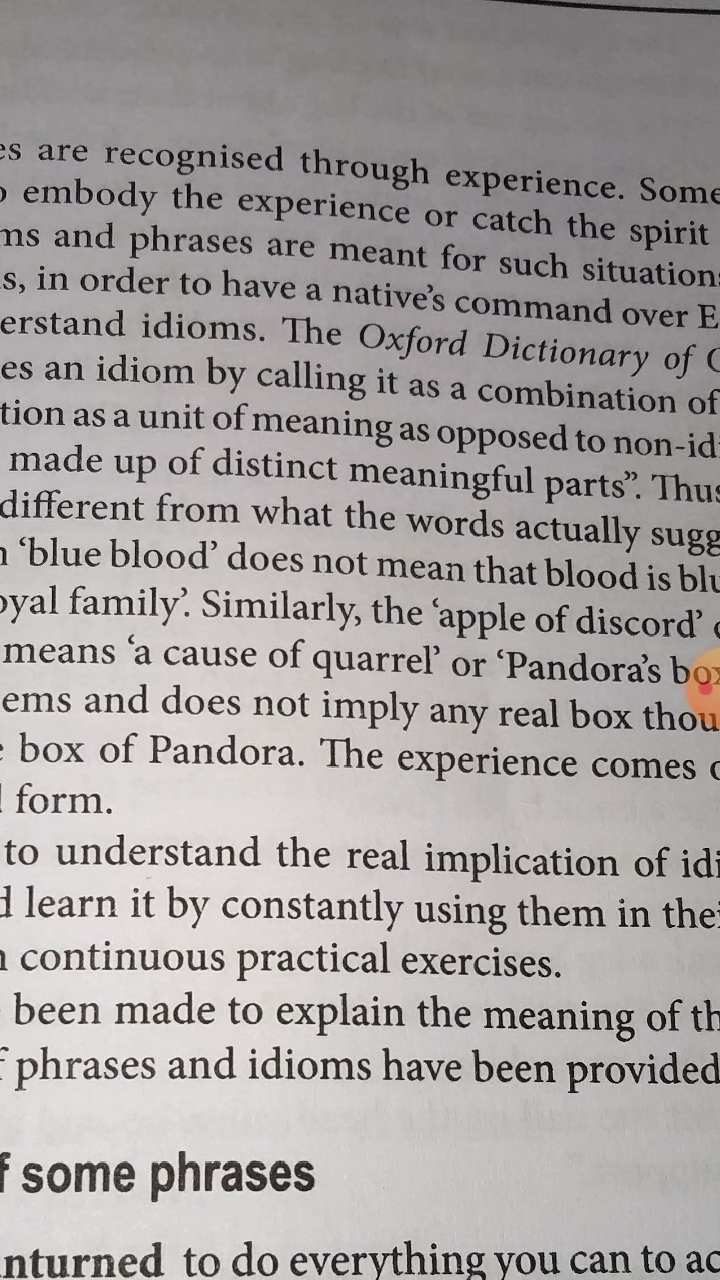 es are recognised through experience. Some
embody the experience or catch the spirit
ms and phrases are meant for such situations
s, in order to have a native's command over E
erstand idioms. The Oxford Dictionary of
es an idiom by calling it as a combination of
tion as a unit of meaning as opposed to non-idi
made up of distinct meaningful parts”. Thus
different from what the words actually sugg
‘blue blood’ does not mean that blood is blu
oyal family’. Similarly, the ‘apple of discord’
means ‘a cause of quarrel’ or ‘Pandora’s box
ems and does not imply any real box thou
box of Pandora. The experience comes
form.
to understand the real implication of idi
d learn it by constantly using them in thei
continuous practical exercises.
been made to explain the meaning of th
f phrases and idioms have been provided
f some phrases
nturned to do everything you can to ac